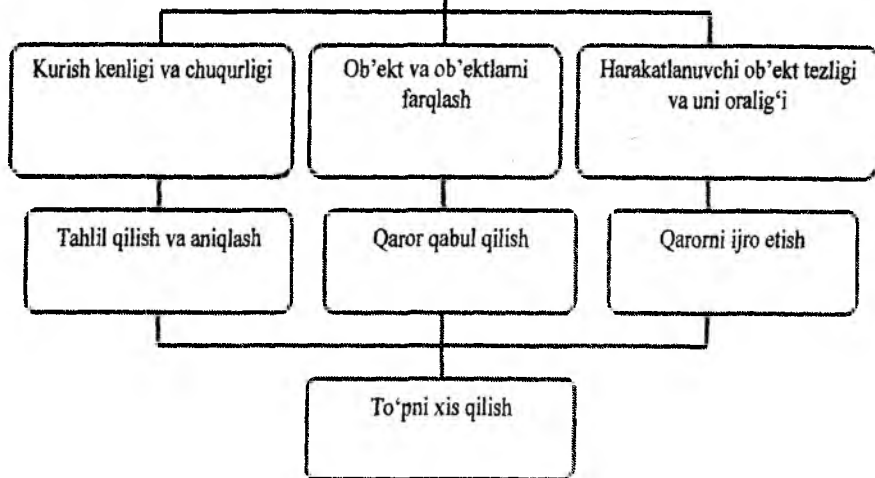 Kurish kenligi va chuqurligi
Ob’ekt va ob’ektlarni
farqlash
Harakatlanuvchi ob’ekt tezligi
va uni oralig‘i
Tahlil qilish va aniqlash
Qaror qabul qilish
Qarorni ijro etish
To‘pni xis qilish